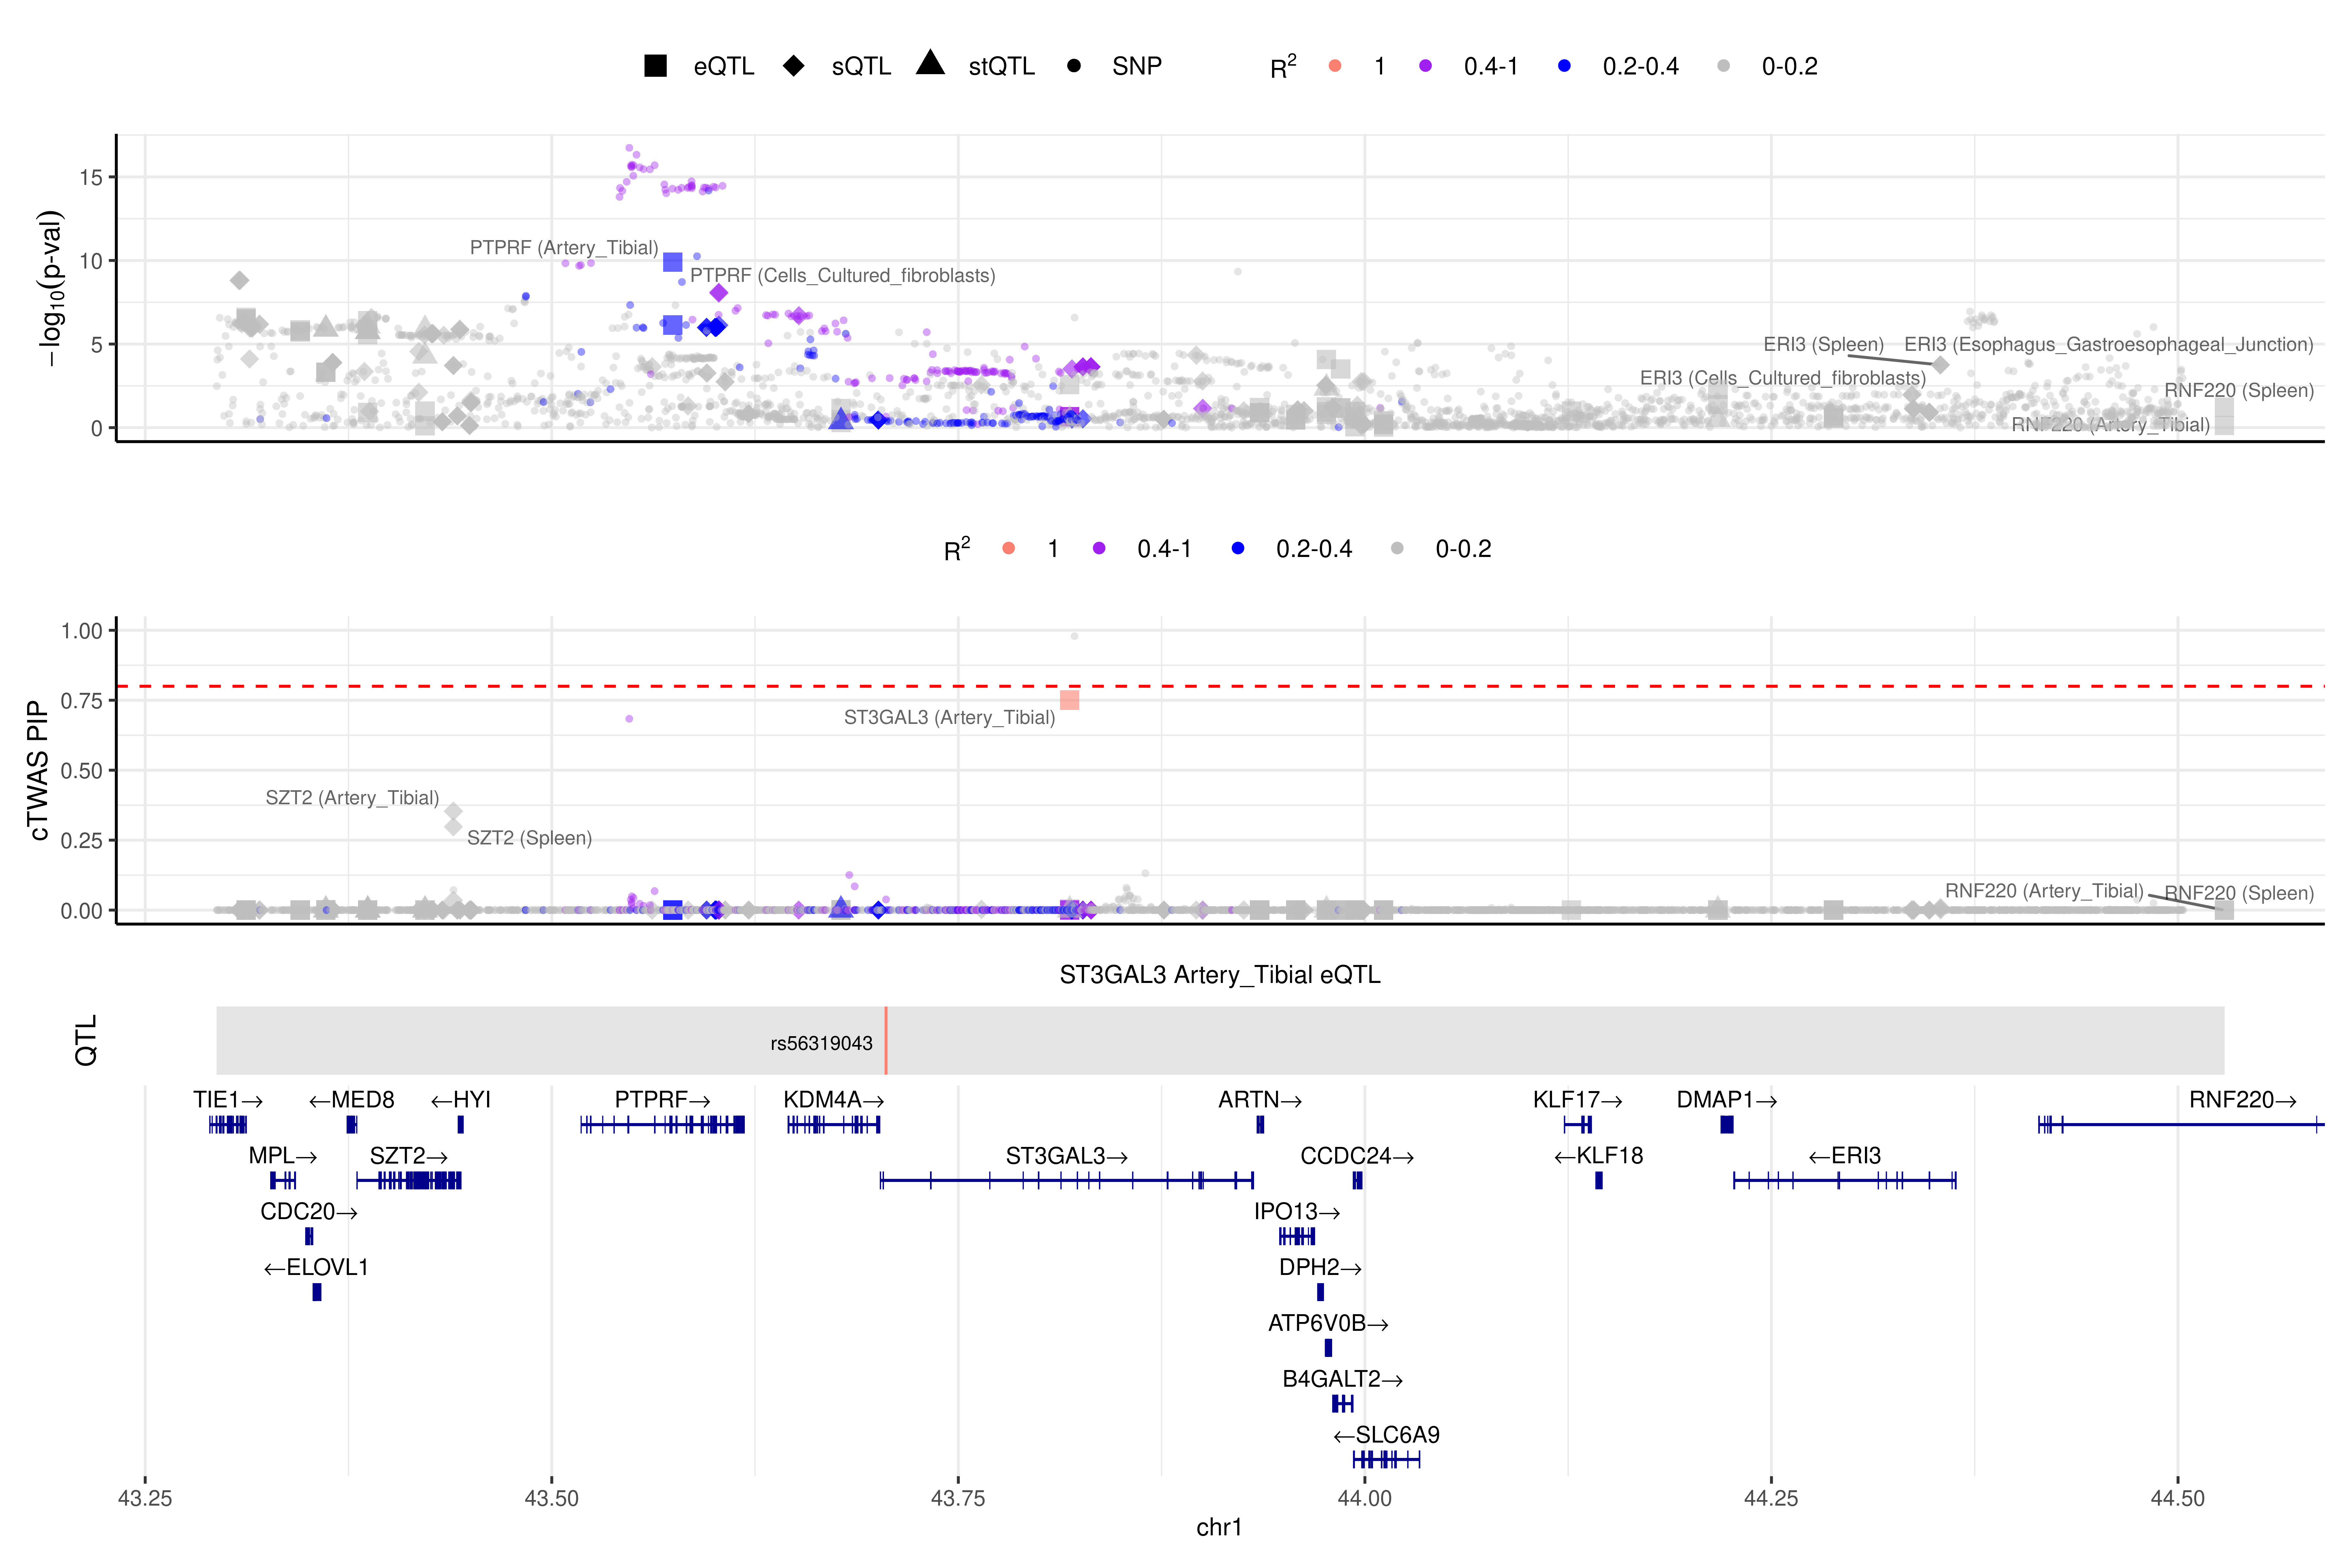 eQTL sQTL stQTL SNP R² 1 0.4-1 0.2-0.4 0-0.2
−log10(p-val)
15
10
5
0
PTPRF (Artery_Tibial)
PTPRF (Cells_Cultured_fibroblasts)
ERI3 (Spleen) ERI3 (Esophagus_Gastroesophageal_Junction)
ERI3 (Cells_Cultured_fibroblasts)
RNF220 (Spleen)
RNF220 (Artery_Tibial)
R² 1 0.4-1 0.2-0.4 0-0.2
cTWAS PIP
1.00
0.75
0.50
0.25
0.00
ST3GAL3 (Artery_Tibial)
SZT2 (Artery_Tibial)
SZT2 (Spleen)
RNF220 (Artery_Tibial) RNF220 (Spleen)
ST3GAL3 Artery_Tibial eQTL
QTL
rs56319043
TIE1→ ←MED8 ←HYI PTPRF→ KDM4A→ ARTN→ KLF17→ DMAP1→ RNF220→
MPL→ SZT2→ ST3GAL3→ CCDC24→ ←KLF18 ←ERI3
CDC20→ IPO13→
←ELOVL1 DPH2→
ATP6V0B→
B4GALT2→
←SLC6A9
43.25 43.50 43.75 44.00 44.25 44.50
chr1